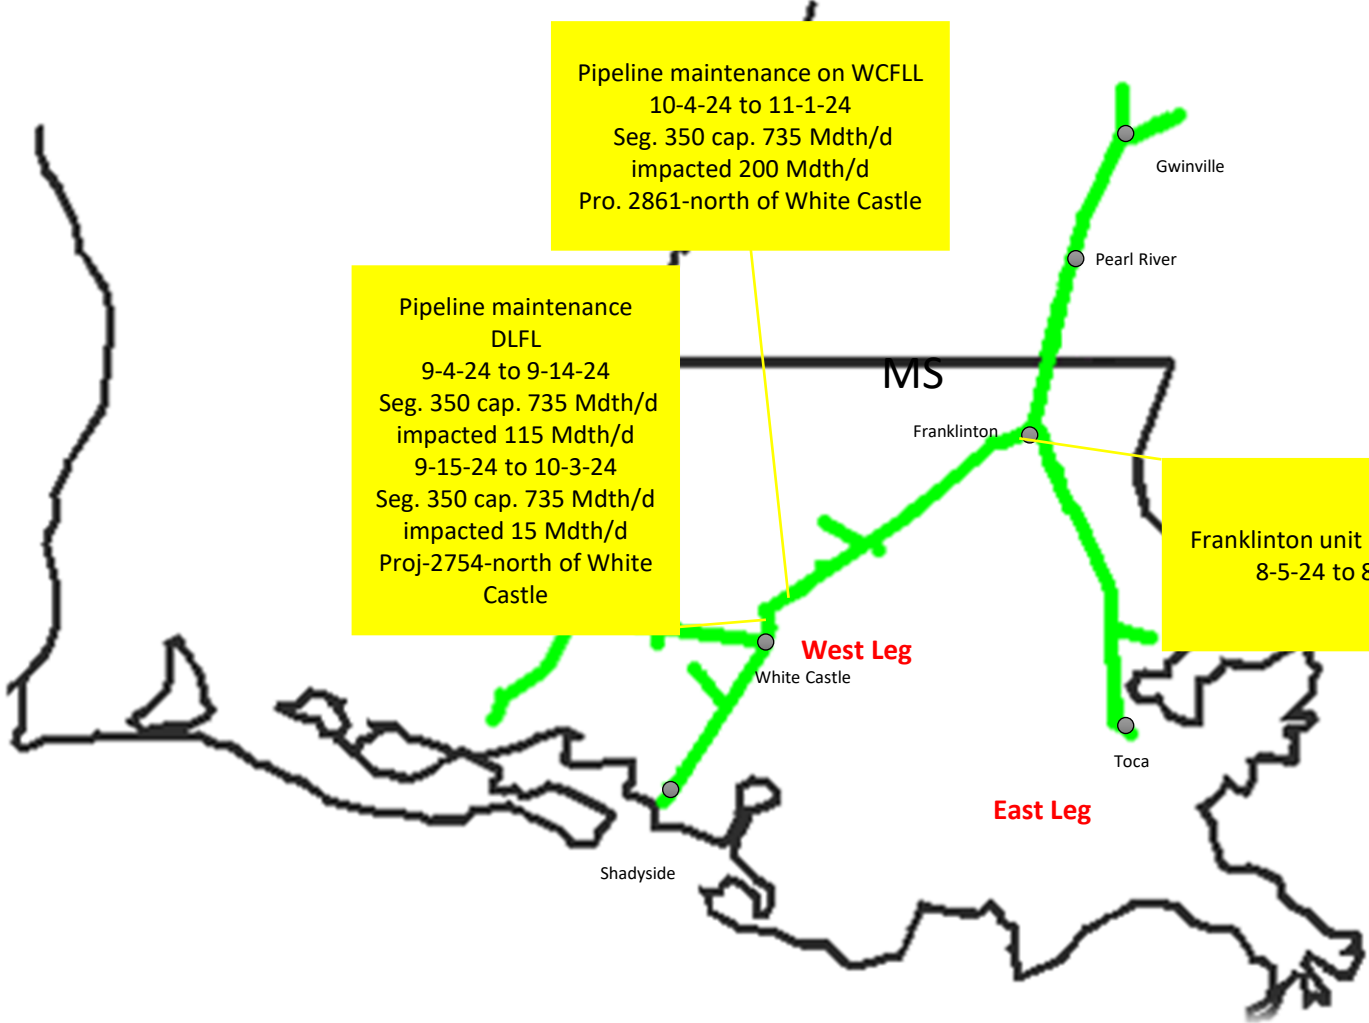 Pipeline maintenance on WCFLL
10-4-24 to 11-1-24
Seg. 350 cap. 735 Mdth/d
impacted 200 Mdth/d
Pro. 2861-north of White Castle
Gwinville
Pearl River
Pipeline maintenance
DLFL
9-4-24 to 9-14-24
Seg. 350 cap. 735 Mdth/d
impacted 115 Mdth/d
9-15-24 to 10-3-24
Seg. 350 cap. 735 Mdth/d
impacted 15 Mdth/d
Proj-2754-north of White
Castle
MS
Franklinton
Franklinton unit
8-5-24 to 8
West Leg
White Castle
Toca
East Leg
Shadyside